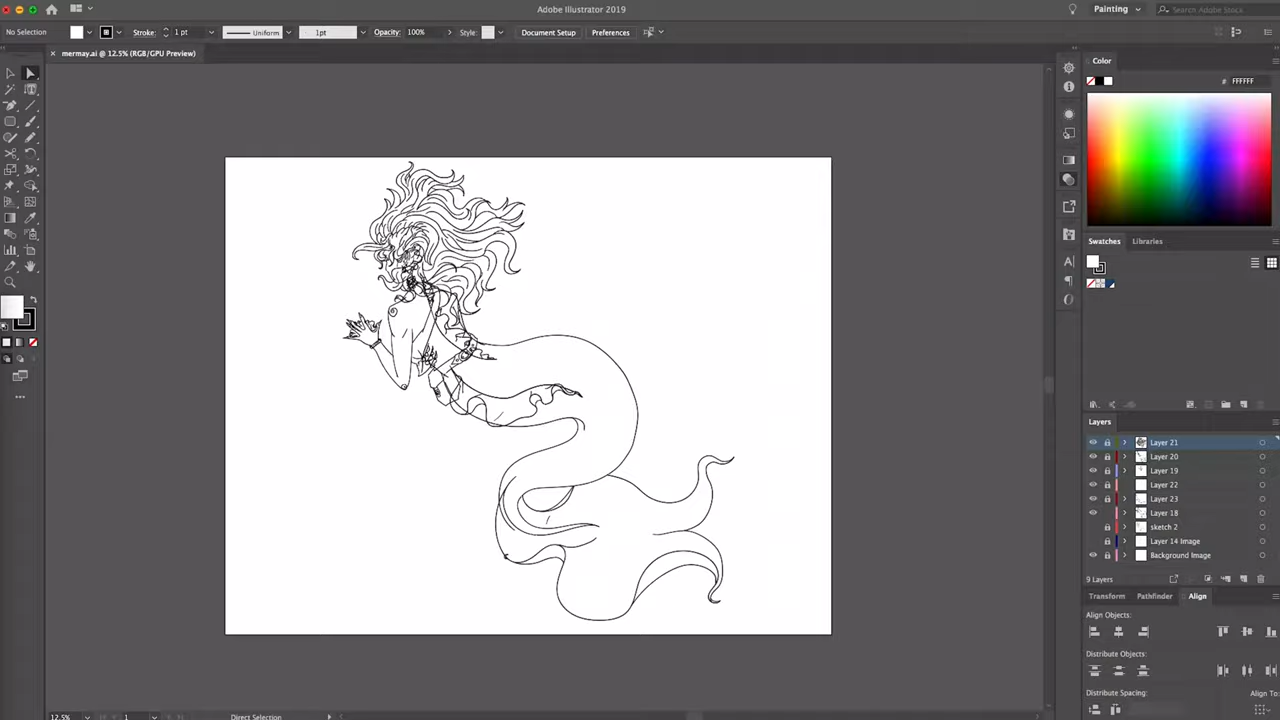 Adobe Illustrator 2019
Painting
Search Adobe Stock
No Selection
Stroke:
1 pt
Uniform
1pt
Opacity:
100%
Style:
Document Setup
Preferences
mermay.ai @ 12.5% (RGB/GPU Preview)
Color
# FFFFFF
Swatches
Libraries
Layers
Layer 21
Layer 20
Layer 19
Layer 22
Layer 23
Layer 18
sketch 2
Layer 14 Image
Background Image
9 Layers
Transform
Pathfinder
Align
Align Objects:
Distribute Objects:
Distribute Spacing:
Align To:
12.5%
1
Direct Selection